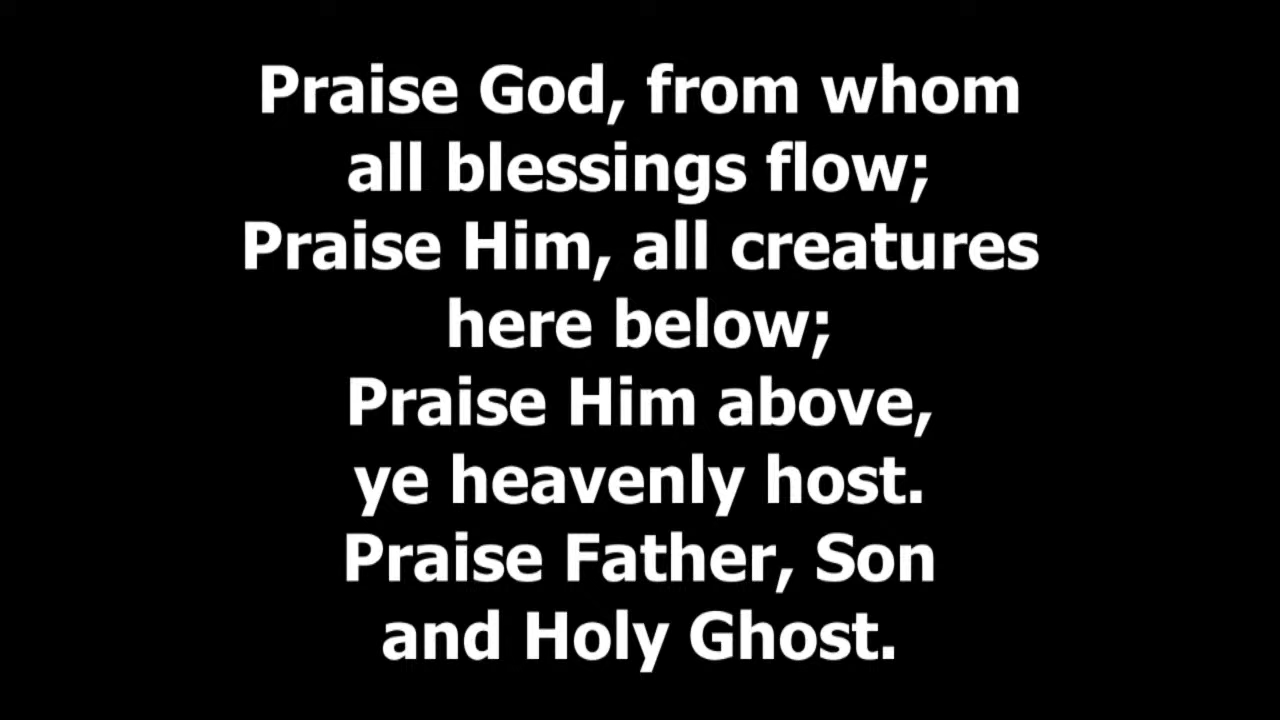 Praise God, from whom
all blessings flow;
Praise Him, all creatures
here below;
Praise Him above,
ye heavenly host.
Praise Father, Son
and Holy Ghost.